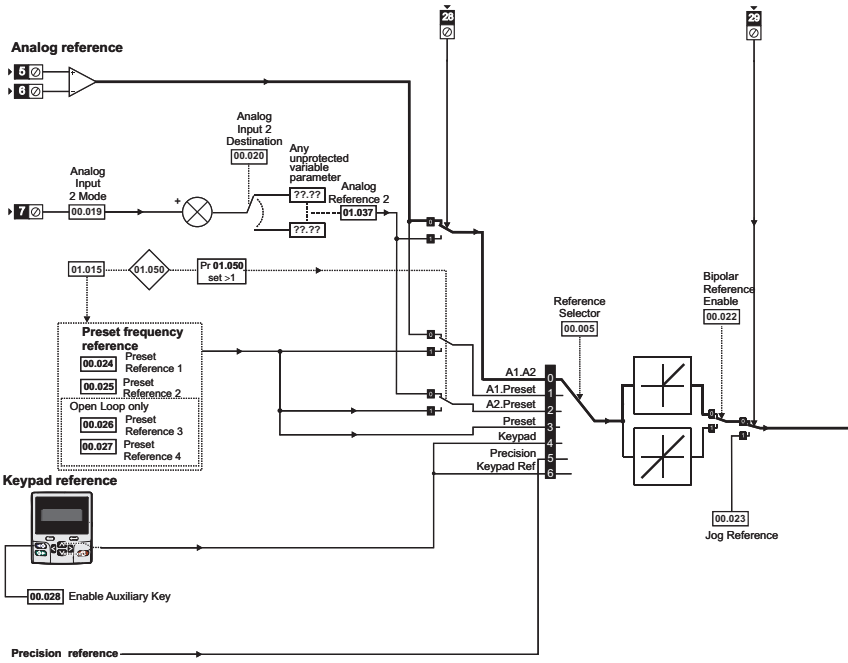 28
29
Analog reference
5
+
6
-
Analog
Input 2
Destination
00.020
Any
unprotected
variable
parameter
Analog
Input
2 Mode
Analog
Reference 2
7
00.019
+
??.??
01.037
??.??
0
1
01.015
01.050
Pr 01.050
set >1
Preset frequency
reference
00.024
Preset
Reference 1
00.025
Preset
Reference 2
Open Loop only
00.026
Preset
Reference 3
00.027
Preset
Reference 4
0
1
0
1
Reference
Selector
00.005
Bipolar
Reference
Enable
00.022
A1.A2
0
A1.Preset
1
A2.Preset
2
Preset
3
Keypad
4
Precision
5
Keypad Ref
6
0
1
0
1
00.023
Jog Reference
Keypad reference
00.028
Enable Auxiliary Key
Precision reference